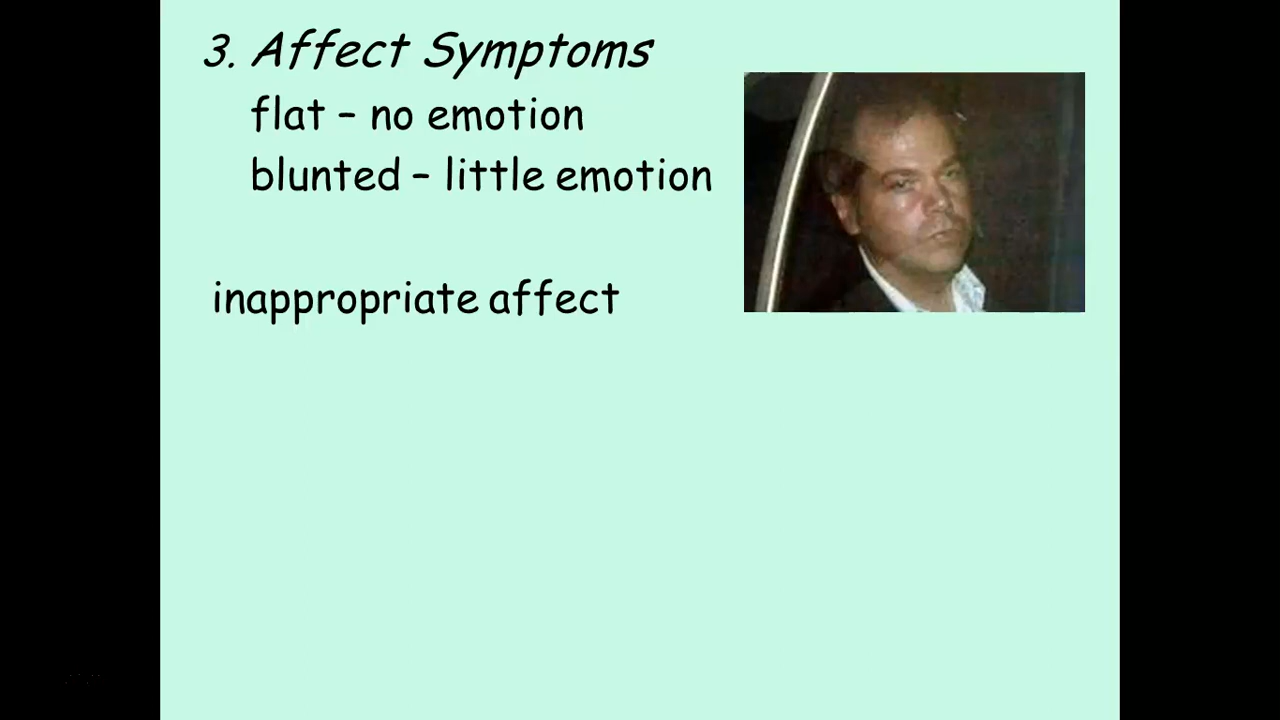 3. Affect Symptoms
flat – no emotion
blunted – little emotion
inappropriate affect